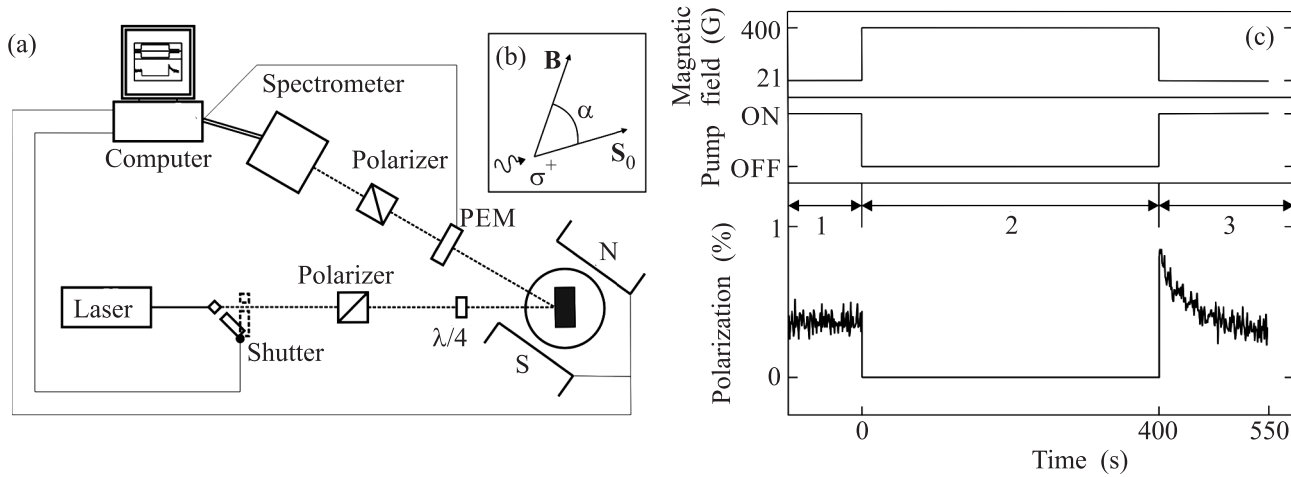 (a)
Spectrometer
Computer
Polarizer
PEM
N
Polarizer
Laser
λ/4
Shutter
S
(b)
B
α
S₀
σ⁺
(c)
Magnetic
field (G)
400
21
Pump
ON
OFF
1
2
3
Polarization (%)
1
0
0
400
550
Time (s)